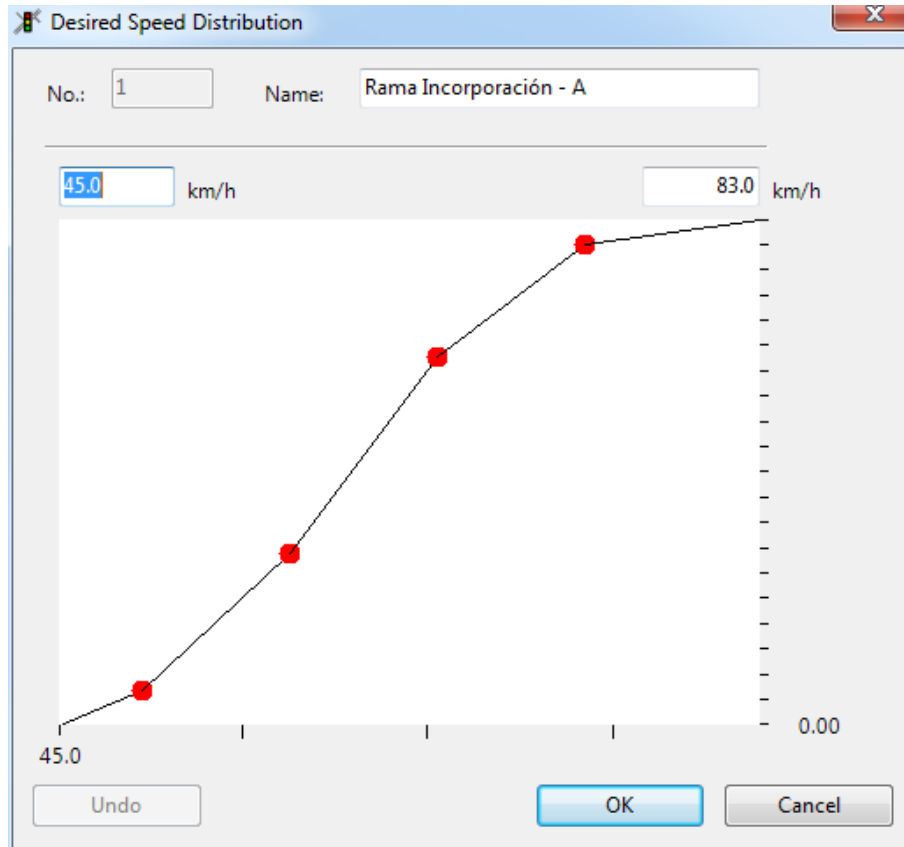 Desired Speed Distribution
No.: 1 Name: Rama Incorporación - A
45.0 km/h 83.0 km/h
0.00
45.0
Undo OK Cancel